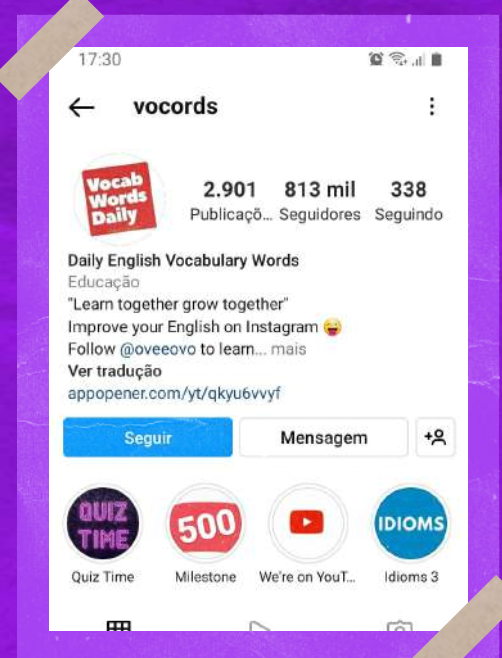 17:30
vocords
Vocab
Words
Daily
2.901 813 mil 338
Publicaçõ... Seguidores Seguindo
Daily English Vocabulary Words
Educação
"Learn together grow together"
Improve your English on Instagram 😜
Follow @oveeovo to learn... mais
Ver tradução
appopener.com/yt/qkyu6vvyf
Seguir Mensagem
QUIZ
TIME
500
IDIOMS
Quiz Time Milestone We're on YouT... Idioms 3